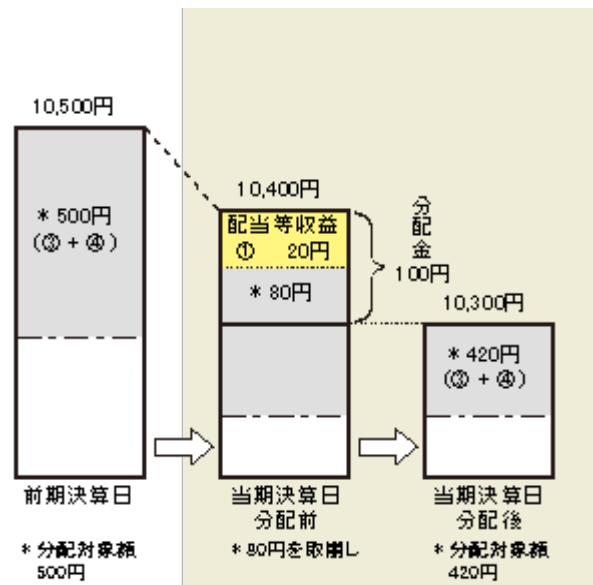 10,500円
* 500円
(③ + ④)
前期決算日
* 分配対象額
500円
10,400円
配当等収益
① 20円
* 80円
分配金
100円
当期決算日
分配前
* 80円を取崩し
10,300円
* 420円
(③ + ④)
当期決算日
分配後
* 分配対象額
420円